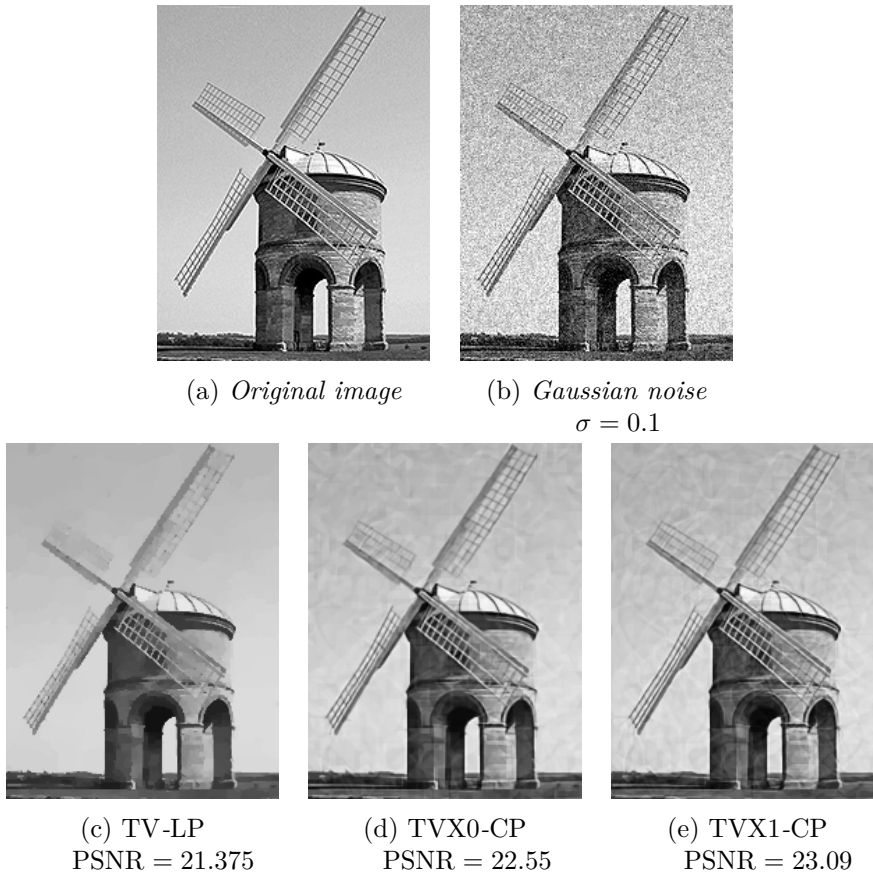 (a) Original image
(b) Gaussian noise
σ = 0.1
(c) TV-LP
PSNR = 21.375
(d) TVX0-CP
PSNR = 22.55
(e) TVX1-CP
PSNR = 23.09